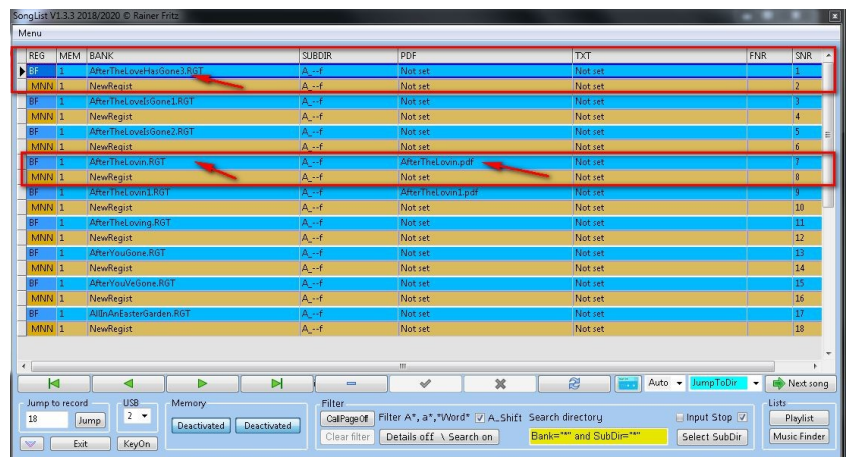 SongList V1.3.3 2018/2020 © Rainer Fritz
Menu
REG MEM BANK SUBDIR PDF TXT FNR SNR
BF 1 AfterTheLoveHasGone3.RGT A_--f Not set Not set 1
MNN 1 NewRegist A_--f Not set Not set 2
BF 1 AfterTheLoveIsGone1.RGT A_--f Not set Not set 3
MNN 1 NewRegist A_--f Not set Not set 4
BF 1 AfterTheLoveIsGone2.RGT A_--f Not set Not set 5
MNN 1 NewRegist A_--f Not set Not set 6
BF 1 AfterTheLovin.RGT A_--f AfterTheLovin.pdf Not set 7
MNN 1 NewRegist A_--f Not set Not set 8
BF 1 AfterTheLovin1.RGT A_--f AfterTheLovin1.pdf Not set 9
MNN 1 NewRegist A_--f Not set Not set 10
BF 1 AfterTheLoving.RGT A_--f Not set Not set 11
MNN 1 NewRegist A_--f Not set Not set 12
BF 1 AfterYouGone.RGT A_--f Not set Not set 13
MNN 1 NewRegist A_--f Not set Not set 14
BF 1 AfterYouVeGone.RGT A_--f Not set Not set 15
MNN 1 NewRegist A_--f Not set Not set 16
BF 1 AllInAnEasterGarden.RGT A_--f Not set Not set 17
MNN 1 NewRegist A_--f Not set Not set 18
Auto JumpToDir Next song
Jump to record USB Memory Filter Lists
18 Jump 2 Deactivated Deactivated CallPageOff Filter A*, a*,*Word* A_Shift Search directory Input Stop Playlist
Exit KeyOn Clear filter Details off \ Search on Bank="*" and SubDir="*" Select SubDir Music Finder